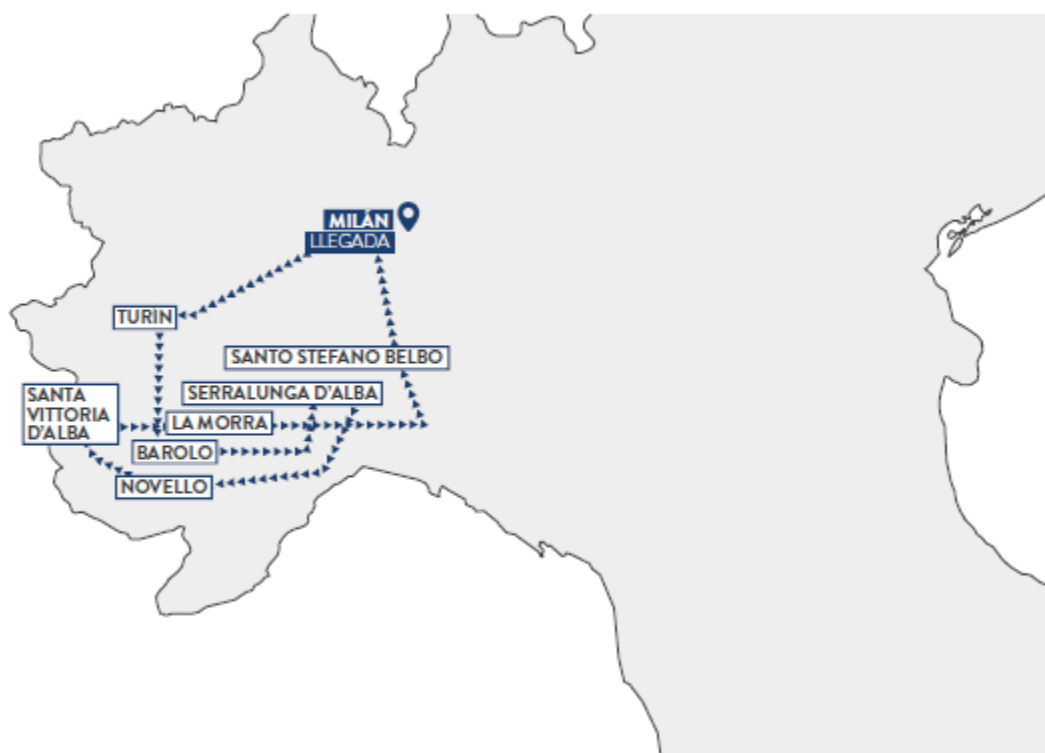 MILÁN
LLEGADA
TURIN
SANTO STEFANO BELBO
SERRALUNGA D'ALBA
SANTA
VITTORIA
D'ALBA
LA MORRA
BAROLO
NOVELLO